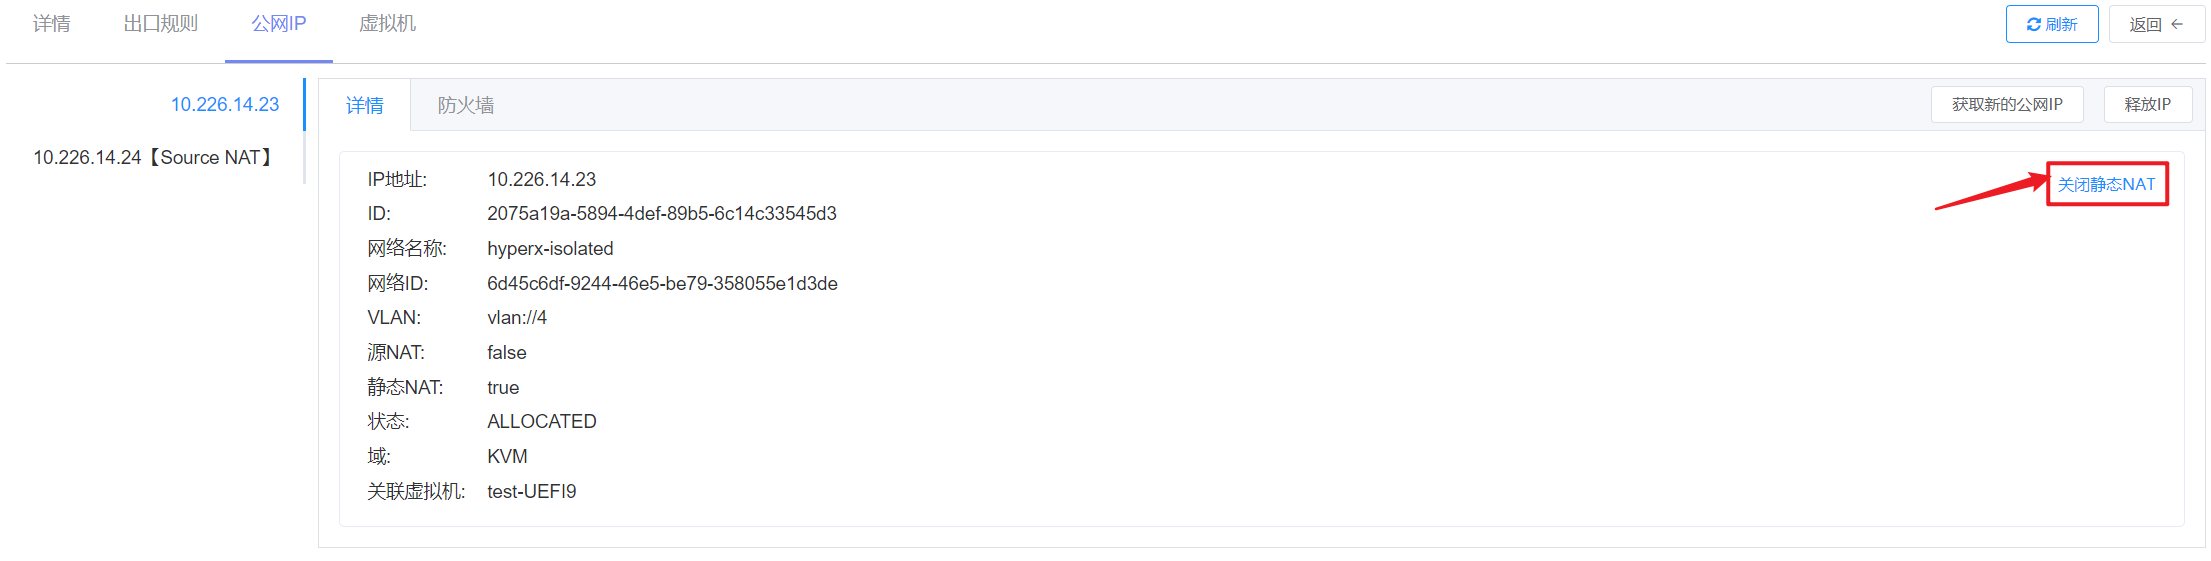 详情 出口规则 公网IP 虚拟机 刷新 返回
10.226.14.23
10.226.14.24【Source NAT】
详情 防火墙 获取新的公网IP 释放IP
关闭静态NAT
IP地址: 10.226.14.23
ID: 2075a19a-5894-4def-89b5-6c14c33545d3
网络名称: hyperx-isolated
网络ID: 6d45c6df-9244-46e5-be79-358055e1d3de
VLAN: vlan://4
源NAT: false
静态NAT: true
状态: ALLOCATED
域: KVM
关联虚拟机: test-UEFI9